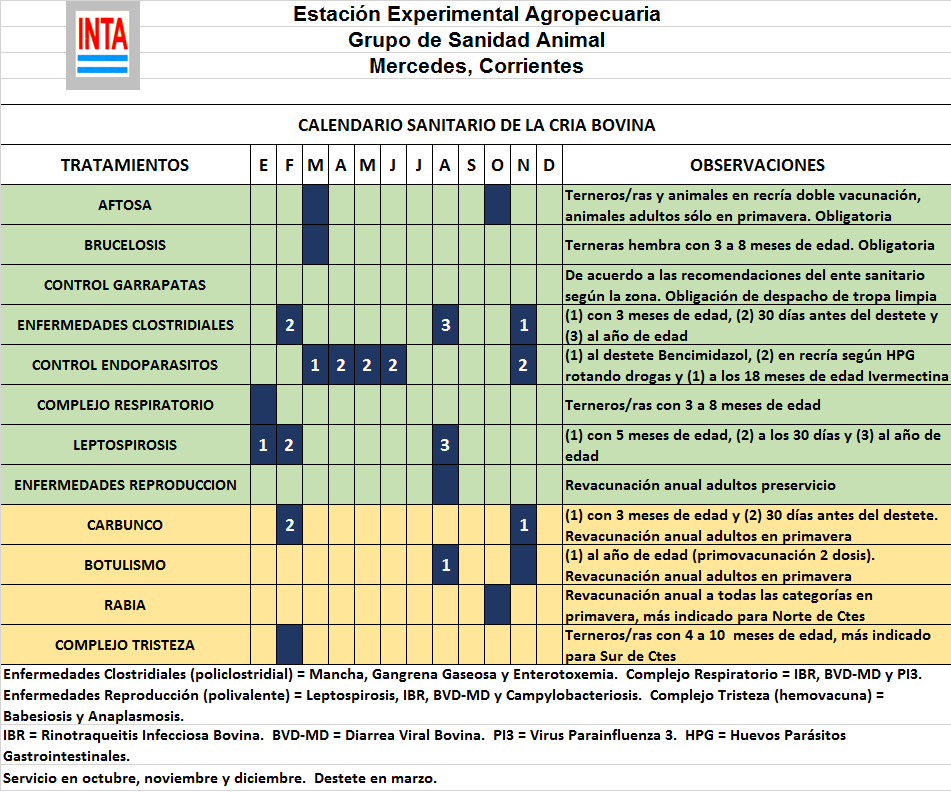 INTA
Estación Experimental Agropecuaria
Grupo de Sanidad Animal
Mercedes, Corrientes
CALENDARIO SANITARIO DE LA CRIA BOVINA
TRATAMIENTOS E F M A M J J A S O N D OBSERVACIONES
AFTOSA
Terneros/ras y animales en recría doble vacunación,
animales adultos sólo en primavera. Obligatoria
BRUCELOSIS
Terneras hembra con 3 a 8 meses de edad. Obligatoria
CONTROL GARRAPATAS
De acuerdo a las recomendaciones del ente sanitario
según la zona. Obligación de despacho de tropa limpia
ENFERMEDADES CLOSTRIDIALES 2 3 1
(1) con 3 meses de edad, (2) 30 días antes del destete y
(3) al año de edad
CONTROL ENDOPARASITOS 1 2 2 2 2
(1) al destete Bencimidazol, (2) en recría según HPG
rotando drogas y (1) a los 18 meses de edad Ivermectina
COMPLEJO RESPIRATORIO
Terneros/ras con 3 a 8 meses de edad
LEPTOSPIROSIS 1 2 3
(1) con 5 meses de edad, (2) a los 30 días y (3) al año de
edad
ENFERMEDADES REPRODUCCION
Revacunación anual adultos preservicio
CARBUNCO 2 1
(1) con 3 meses de edad y (2) 30 días antes del destete.
Revacunación anual adultos en primavera
BOTULISMO 1
(1) al año de edad (primovacunación 2 dosis).
Revacunación anual adultos en primavera
RABIA
Revacunación anual a todas las categorías en
primavera, más indicado para Norte de Ctes
COMPLEJO TRISTEZA
Terneros/ras con 4 a 10 meses de edad, más indicado
para Sur de Ctes
Enfermedades Clostridiales (policlostridial) = Mancha, Gangrena Gaseosa y Enterotoxemia. Complejo Respiratorio = IBR, BVD-MD y PI3.
Enfermedades Reproducción (polivalente) = Leptospirosis, IBR, BVD-MD y Campylobacteriosis. Complejo Tristeza (hemovacuna) =
Babesiosis y Anaplasmosis.
IBR = Rinotraqueitis Infecciosa Bovina. BVD-MD = Diarrea Viral Bovina. PI3 = Virus Parainfluenza 3. HPG = Huevos Parásitos
Gastrointestinales.
Servicio en octubre, noviembre y diciembre. Destete en marzo.